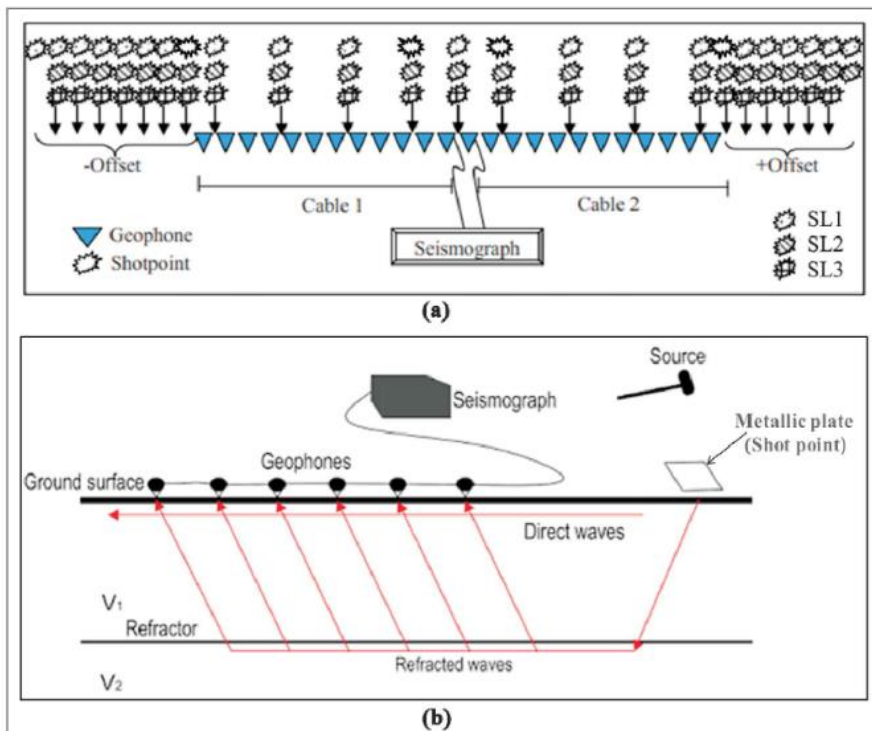 -Offset
+Offset
Cable 1
Cable 2
Geophone
Shotpoint
Seismograph
SL1
SL2
SL3
(a)
Source
Seismograph
Metallic plate
(Shot point)
Geophones
Ground surface
Direct waves
V₁
Refractor
Refracted waves
V₂
(b)